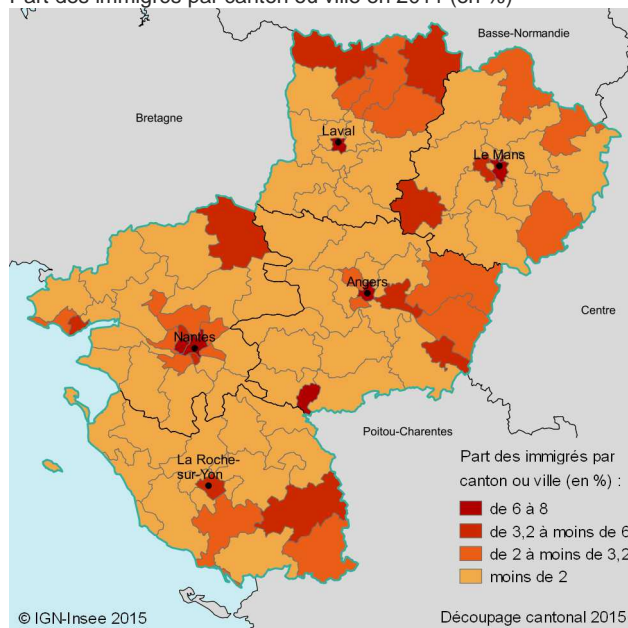 Part des immigrés par canton ou ville en 2011 (en %)
Basse-Normandie
Bretagne
Laval
Le Mans
Angers
Centre
Nantes
Poitou-Charentes
La Roche-
sur-Yon
Part des immigrés par
canton ou ville (en %) :
de 6 à 8
de 3,2 à moins de 6
de 2 à moins de 3,2
moins de 2
© IGN-Insee 2015
Découpage cantonal 2015